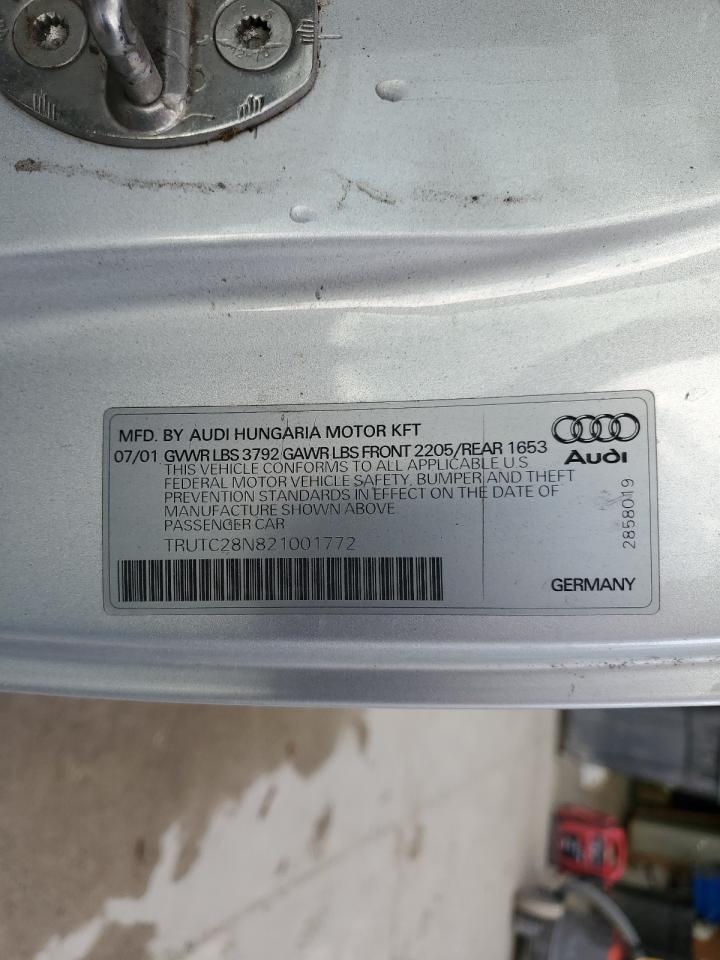 MFD. BY AUDI HUNGARIA MOTOR KFT
07/01 GVWR LBS 3792 GAWR LBS FRONT 2205/REAR 1653
THIS VEHICLE CONFORMS TO ALL APPLICABLE U.S
FEDERAL MOTOR VEHICLE SAFETY, BUMPER AND THEFT
PREVENTION STANDARDS IN EFFECT ON THE DATE OF
MANUFACTURE SHOWN ABOVE
PASSENGER CAR
TRUTC28N821001772
Audi
2858019
GERMANY